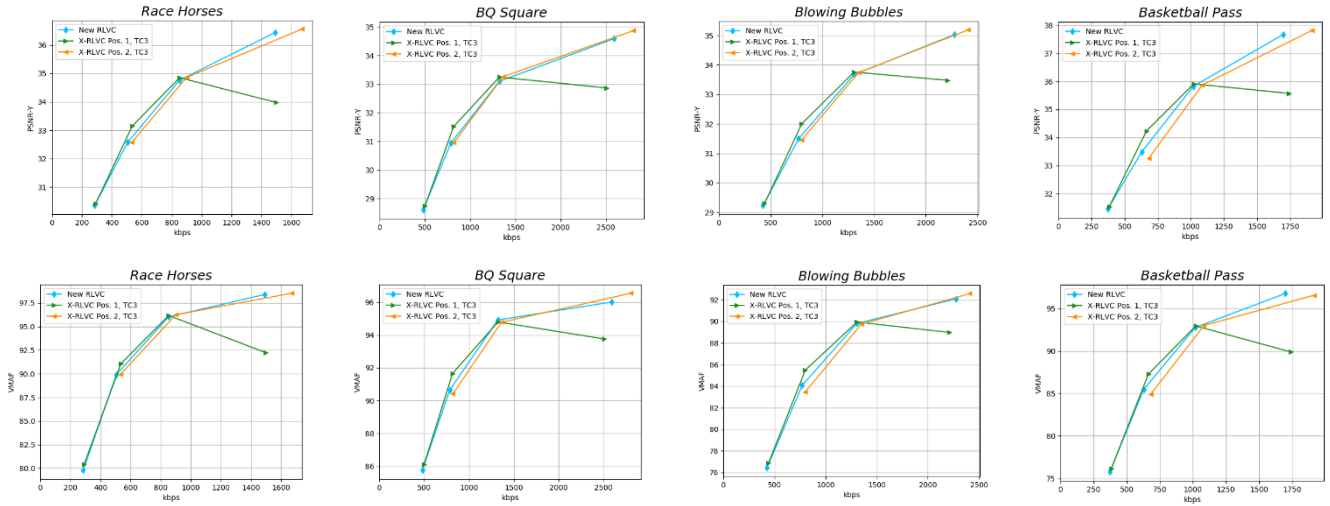 Race Horses
New RLVC
X-RLVC Pos. 1, TC3
X-RLVC Pos. 2, TC3
PSNR-Y
36
35
34
33
32
31
0 200 400 600 800 1000 1200 1400 1600
kbps
BQ Square
New RLVC
X-RLVC Pos. 1, TC3
X-RLVC Pos. 2, TC3
PSNR-Y
35
34
33
32
31
30
29
0 500 1000 1500 2000 2500
kbps
Blowing Bubbles
New RLVC
X-RLVC Pos. 1, TC3
X-RLVC Pos. 2, TC3
PSNR-Y
35
34
33
32
31
30
29
0 500 1000 1500 2000 2500
kbps
Basketball Pass
New RLVC
X-RLVC Pos. 1, TC3
X-RLVC Pos. 2, TC3
PSNR-Y
38
37
36
35
34
33
32
0 250 500 750 1000 1250 1500 1750
kbps
Race Horses
New RLVC
X-RLVC Pos. 1, TC3
X-RLVC Pos. 2, TC3
VMAF
97.5
95.0
92.5
90.0
87.5
85.0
82.5
80.0
0 200 400 600 800 1000 1200 1400 1600
kbps
BQ Square
New RLVC
X-RLVC Pos. 1, TC3
X-RLVC Pos. 2, TC3
VMAF
96
94
92
90
88
86
0 500 1000 1500 2000 2500
kbps
Blowing Bubbles
New RLVC
X-RLVC Pos. 1, TC3
X-RLVC Pos. 2, TC3
VMAF
92
90
88
86
84
82
80
78
76
0 500 1000 1500 2000 2500
kbps
Basketball Pass
New RLVC
X-RLVC Pos. 1, TC3
X-RLVC Pos. 2, TC3
VMAF
95
90
85
80
75
0 250 500 750 1000 1250 1500 1750
kbps